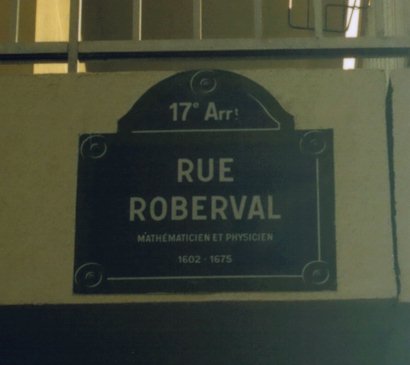 17e Arrt
RUE
ROBERVAL
MATHÉMATICIEN ET PHYSICIEN
1602 - 1675